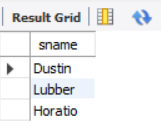 Result Grid
sname
Dustin
Lubber
Horatio